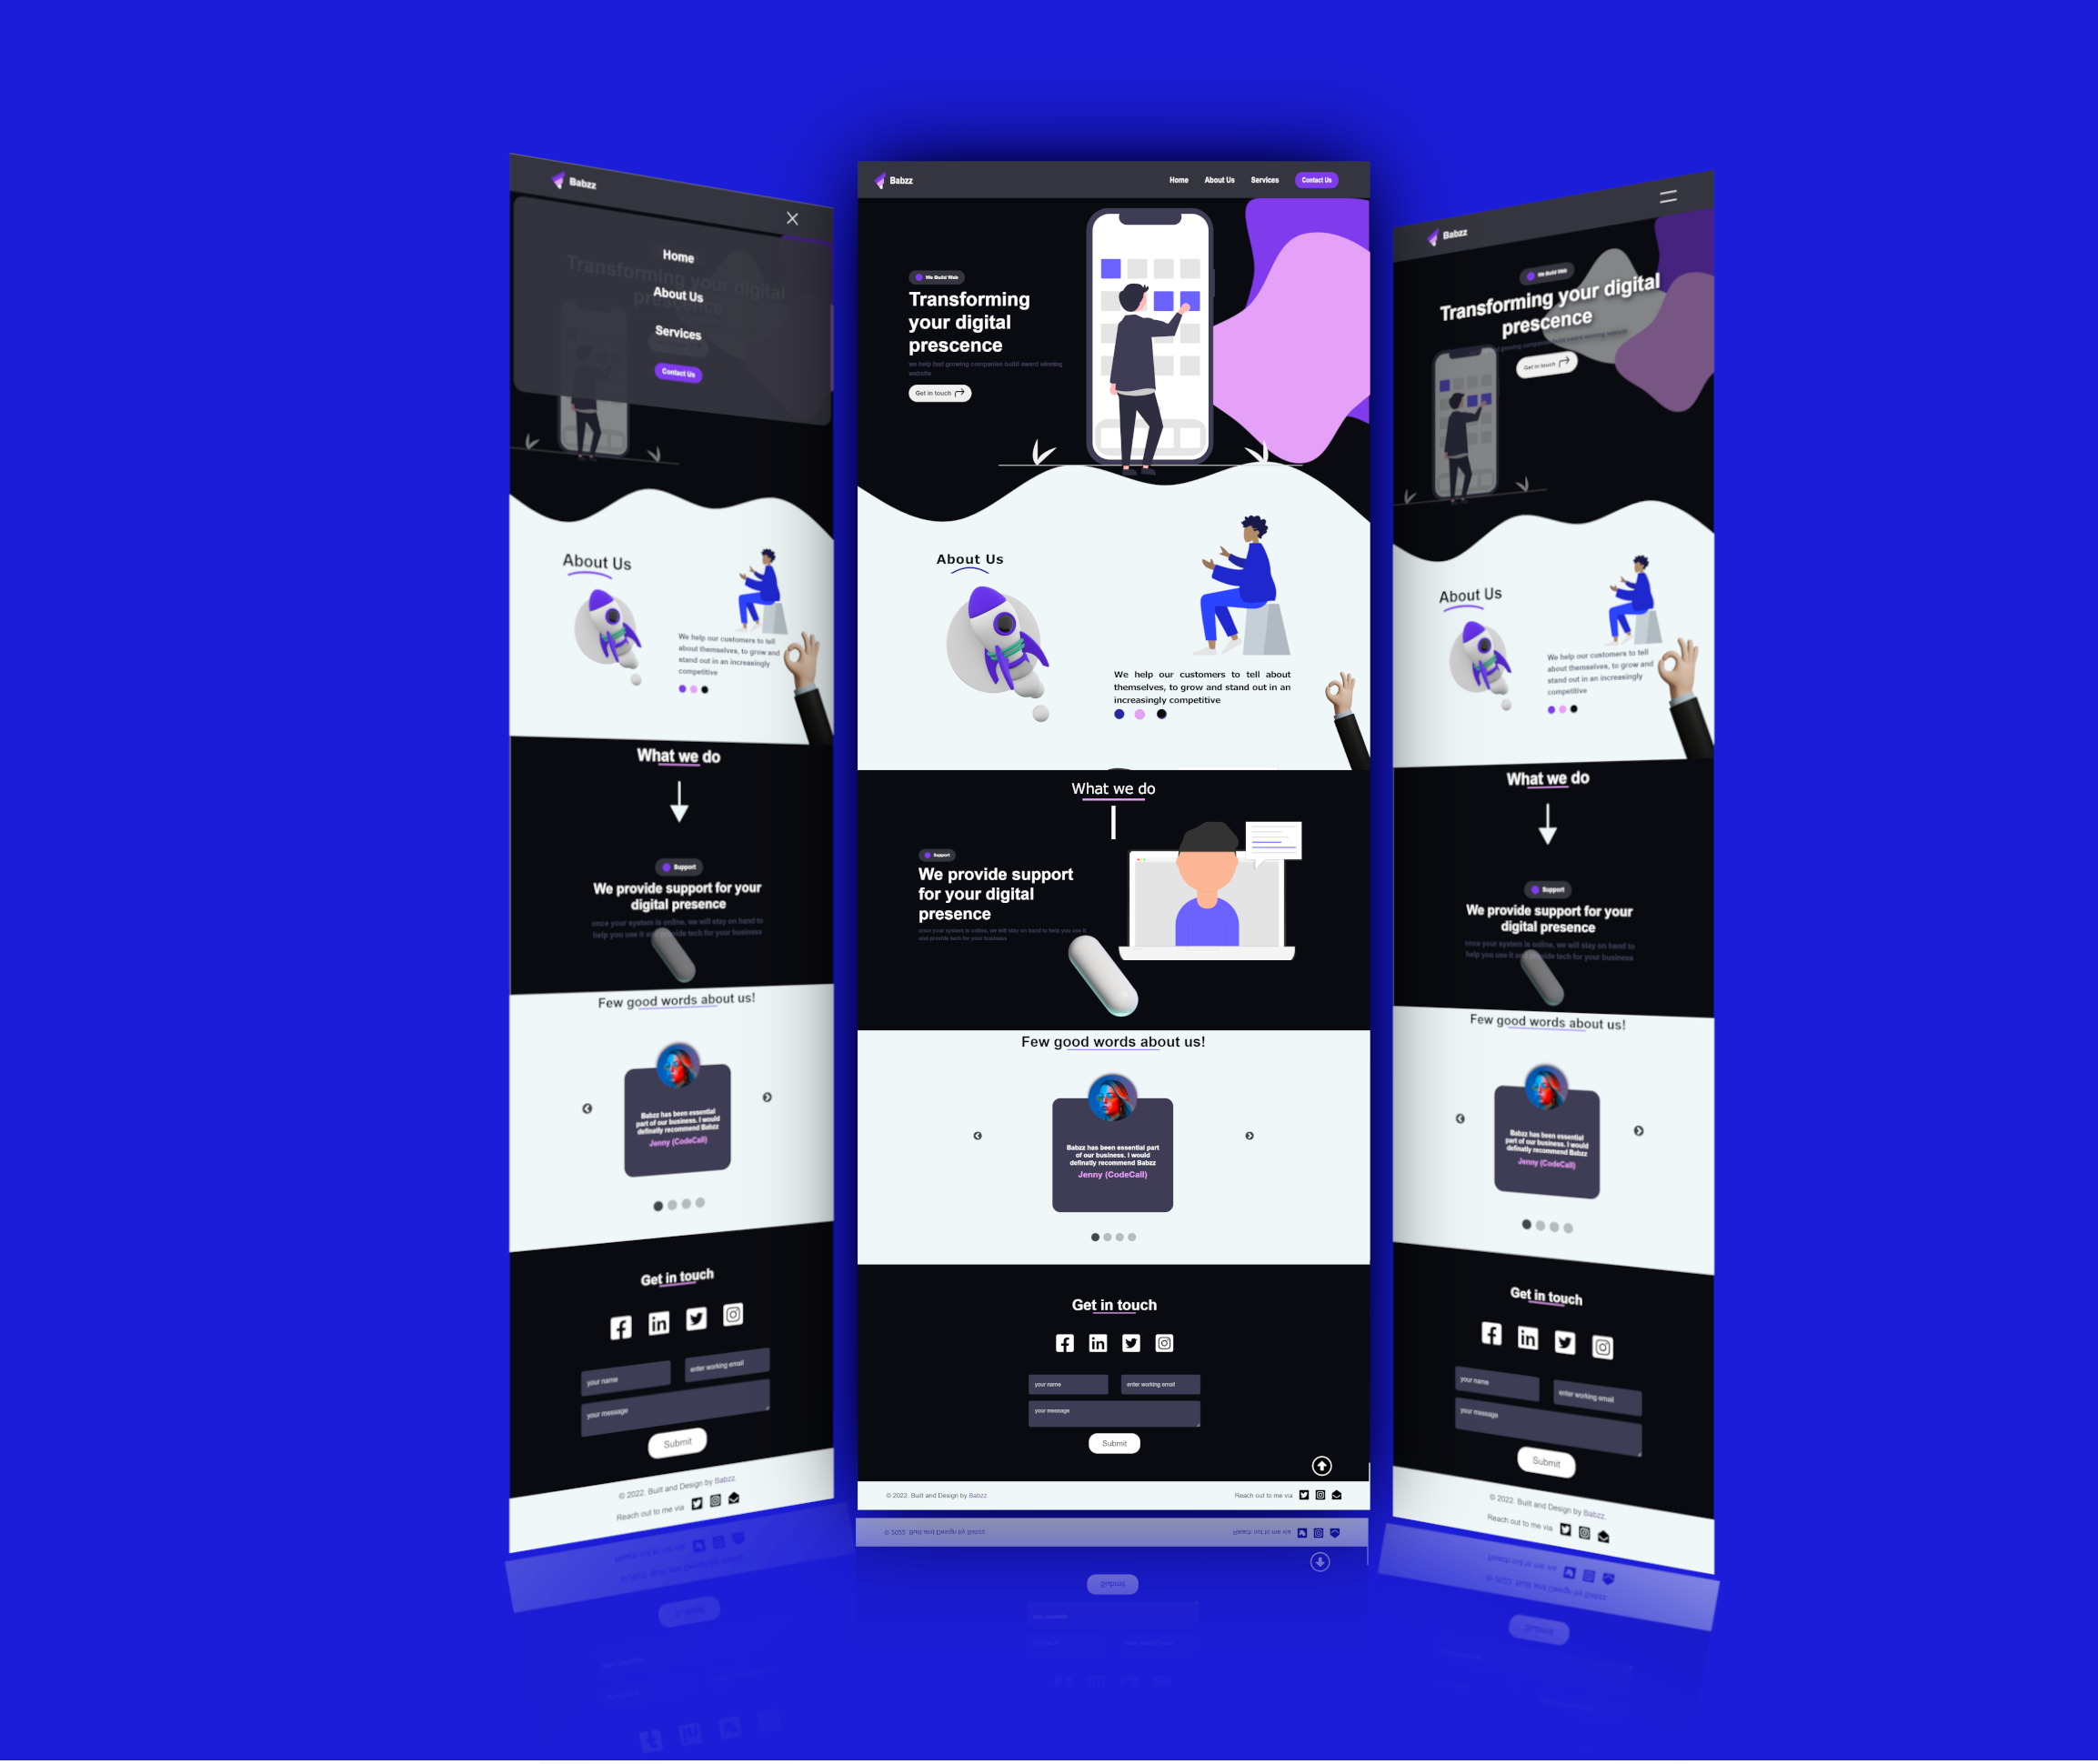 Babzz
Home
About Us
Services
Contact Us
Transforming your digital
prescence
About Us
We help our customers to tell
about themselves, to grow and
stand out in an increasingly
competitive
What we do
Support
We provide support for your
digital presence
once your system is online, we will stay on hand to
help you use it and provide tech for your business
Few good words about us!
Babzz has been essential
part of our business. I would
definatly recommend Babzz
Jenny (CodeCall)
Get in touch
your name
enter working email
your message
Submit
© 2022. Built and Design by Babzz.
Reach out to me via
Babzz
Home About Us Services Contact Us
We Build Web
Transforming
your digital
prescence
we help fast growing companies build award winning
website
Get in touch
About Us
We help our customers to tell about
themselves, to grow and stand out in an
increasingly competitive
What we do
Support
We provide support
for your digital
presence
once your system is online, we will stay on hand to help you use it
and provide tech for your business
Few good words about us!
Babzz has been essential part
of our business. I would
definatly recommend Babzz
Jenny (CodeCall)
Get in touch
your name enter working email
your message
Submit
© 2022. Built and Design by Babzz.
Reach out to me via
Babzz
We Build Web
Transforming your digital
prescence
growing companies build award winning website
Get in touch
About Us
We help our customers to tell
about themselves, to grow and
stand out in an increasingly
competitive
What we do
Support
We provide support for your
digital presence
once your system is online, we will stay on hand to
help you use it and provide tech for your business
Few good words about us!
Babzz has been essential
part of our business. I would
definatly recommend Babzz
Jenny (CodeCall)
Get in touch
your name
enter working email
your message
Submit
© 2022. Built and Design by Babzz.
Reach out to me via